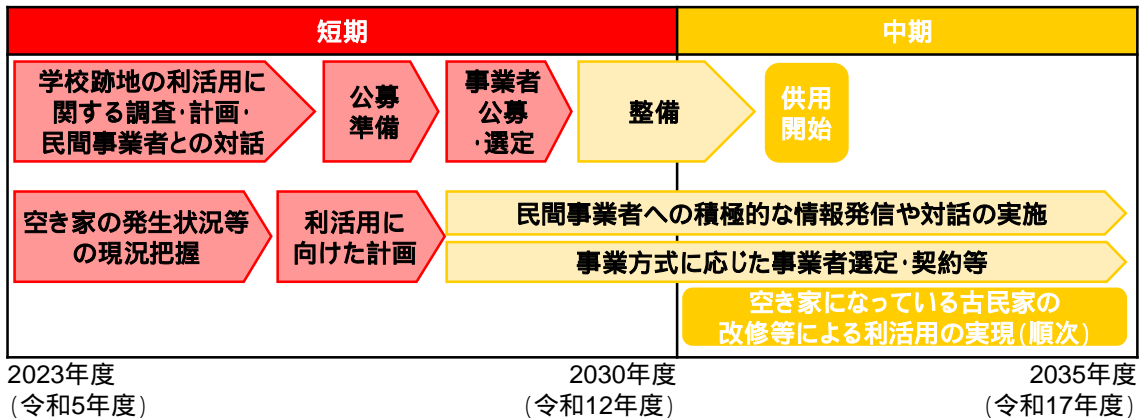 短期
中期
学校跡地の利活用に
関する調査･計画･
民間事業者との対話
公募
準備
事業者
公募
･選定
整備
供用
開始
空き家の発生状況等
の現況把握
利活用に
向けた計画
民間事業者への積極的な情報発信や対話の実施
事業方式に応じた事業者選定･契約等
空き家になっている古民家の
改修等による利活用の実現(順次)
2023年度
(令和5年度)
2030年度
(令和12年度)
2035年度
(令和17年度)